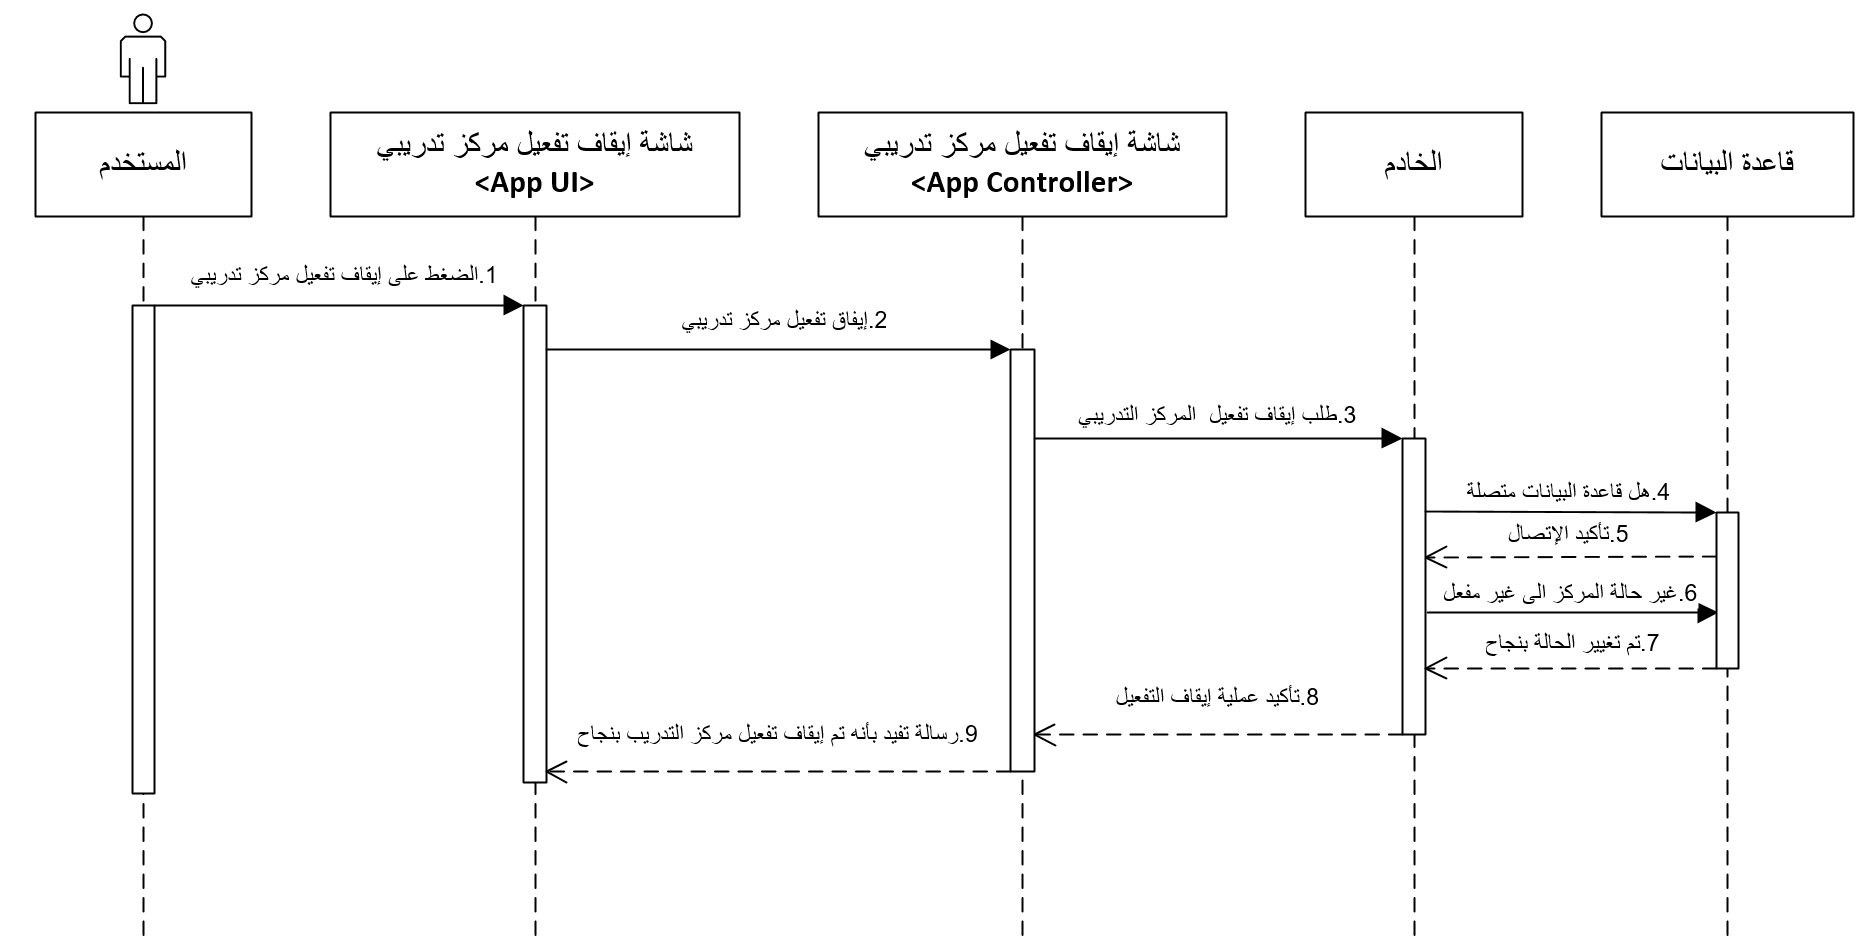 المستخدم
شاشة إيقاف تفعيل مركز تدريبي
<App UI>
شاشة إيقاف تفعيل مركز تدريبي
<App Controller>
الخادم
قاعدة البيانات
1.الضغط على إيقاف تفعيل مركز تدريبي
2.إيفاق تفعيل مركز تدريبي
3.طلب إيقاف تفعيل المركز التدريبي
4.هل قاعدة البيانات متصلة
5.تأكيد الإتصال
6.غير حالة المركز الى غير مفعل
7.تم تغيير الحالة بنجاح
8.تأكيد عملية إيقاف التفعيل
9.رسالة تفيد بأنه تم إيقاف تفعيل مركز التدريب بنجاح